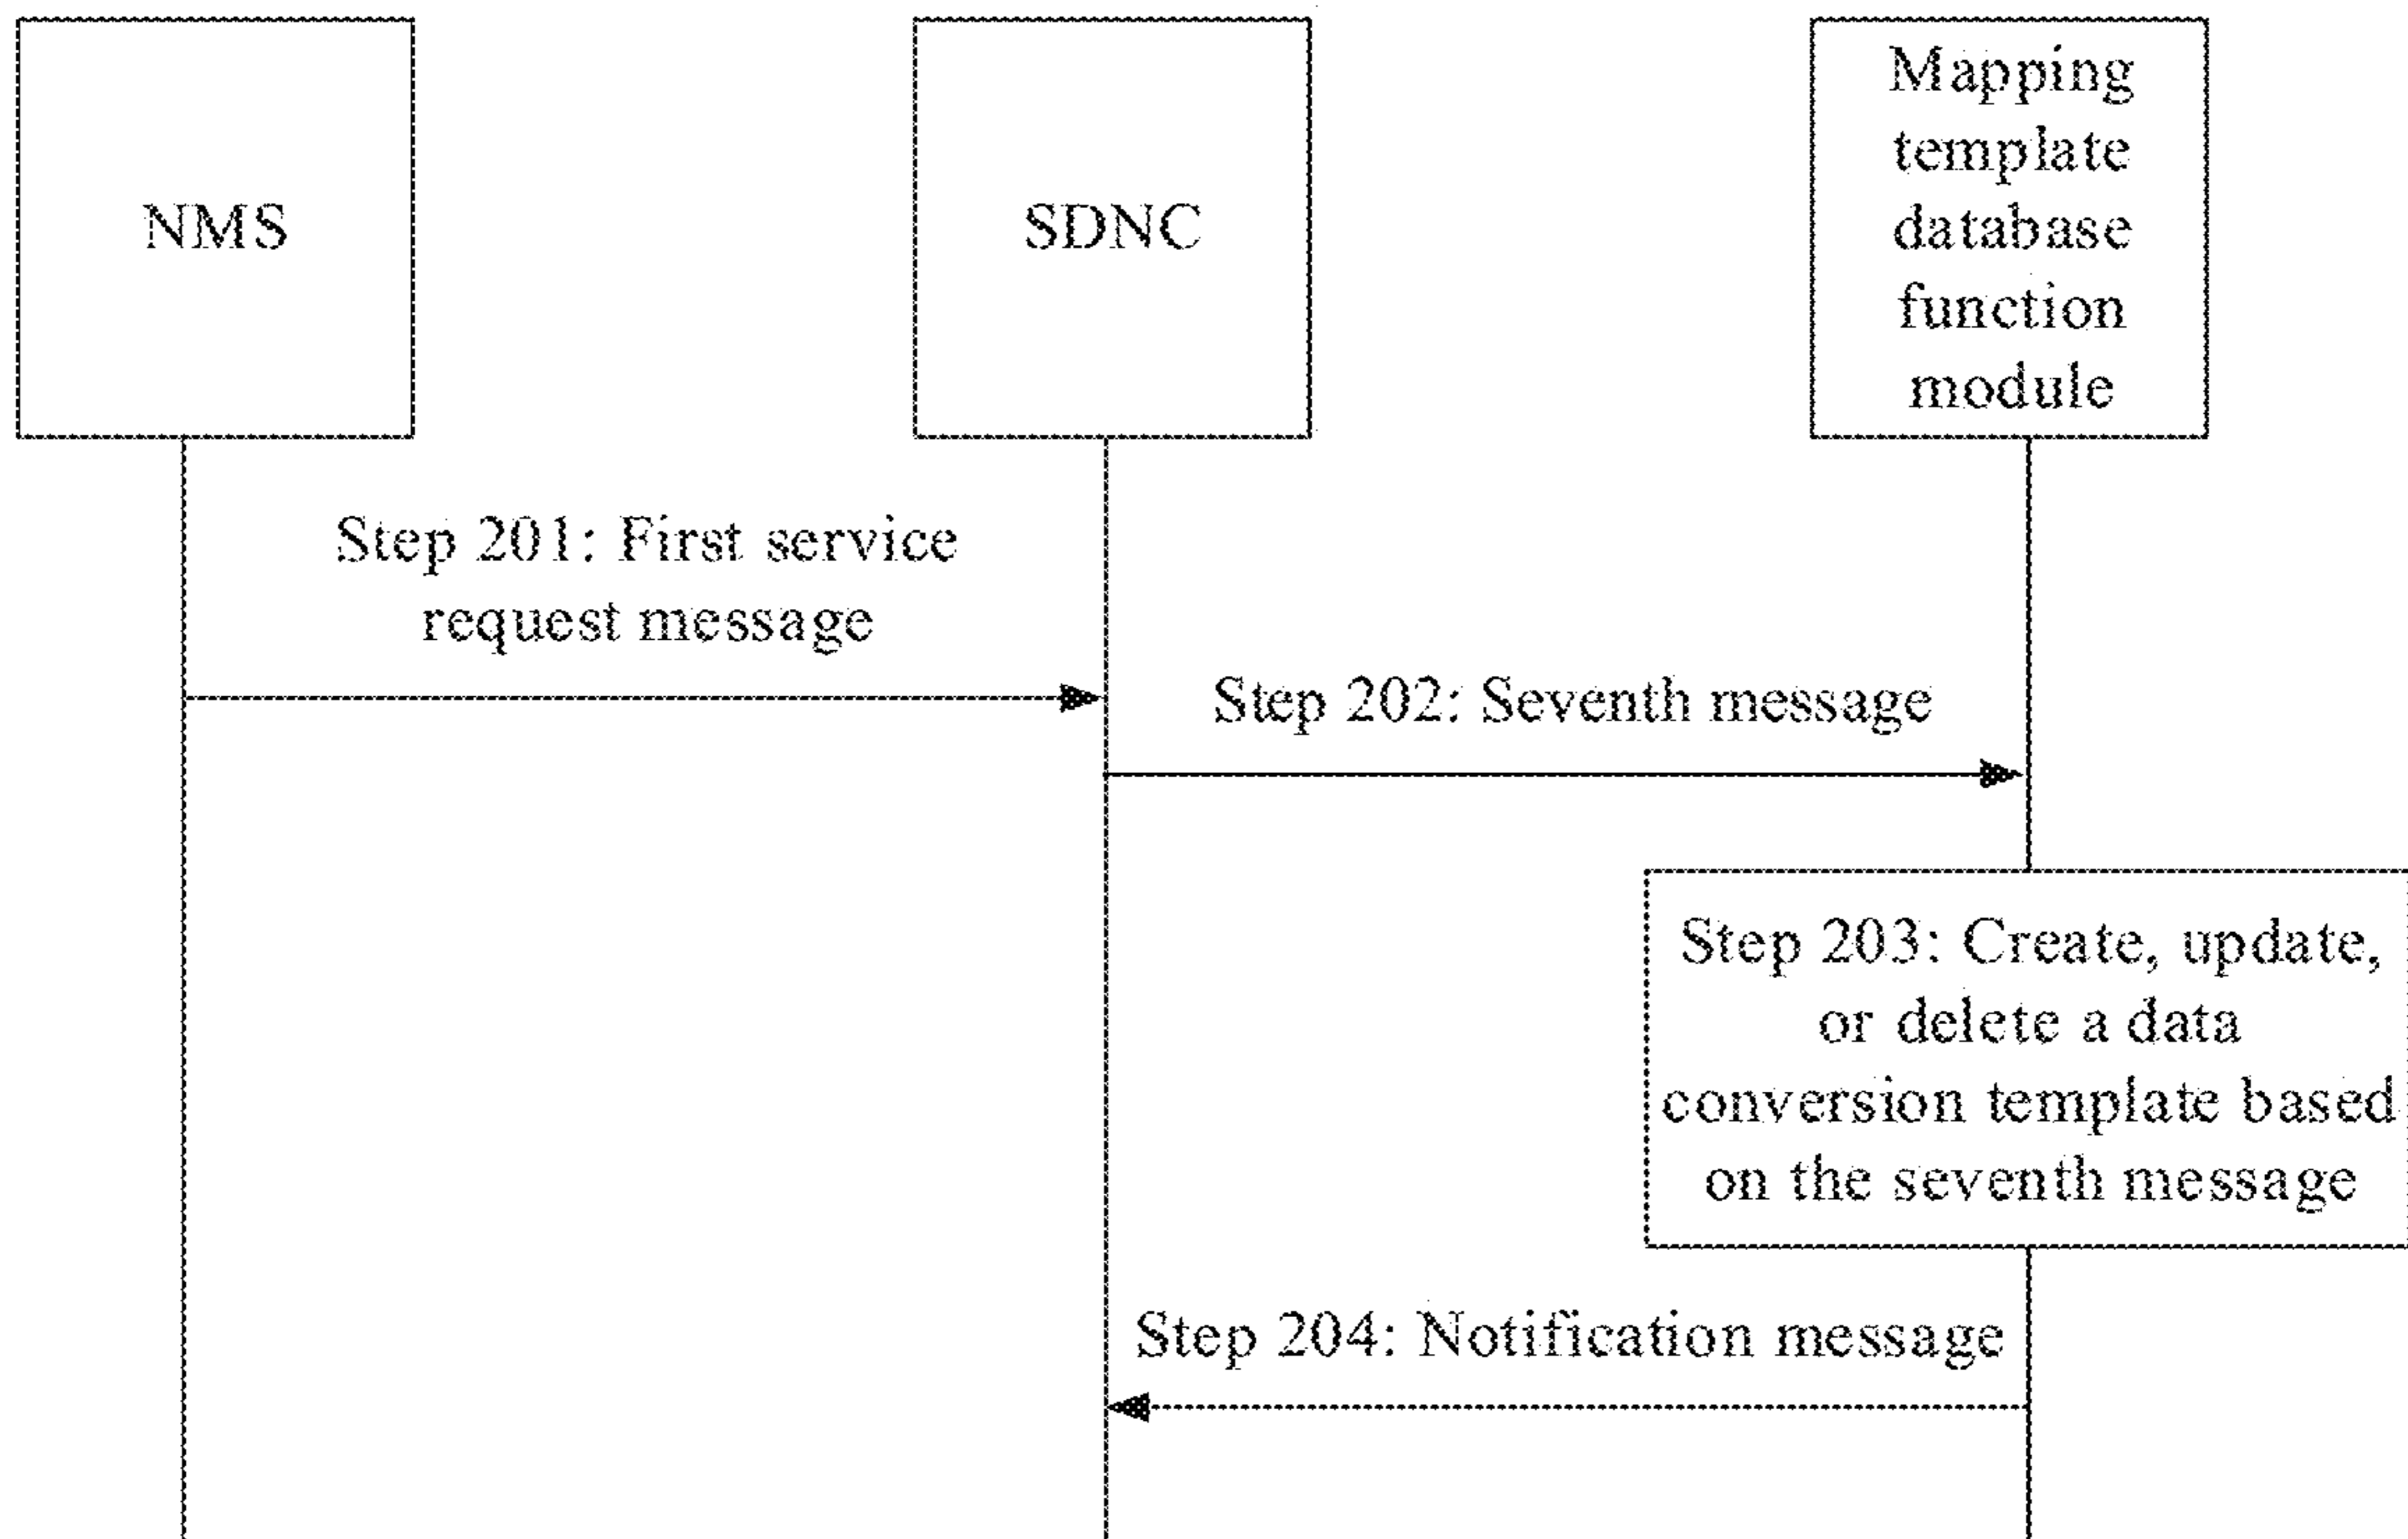 NMS
SDNC
Mapping
template
database
function
module
Step 201: First service
request message
Step 202: Seventh message
Step 203: Create, update,
or delete a data
conversion template based
on the seventh message
Step 204: Notification message